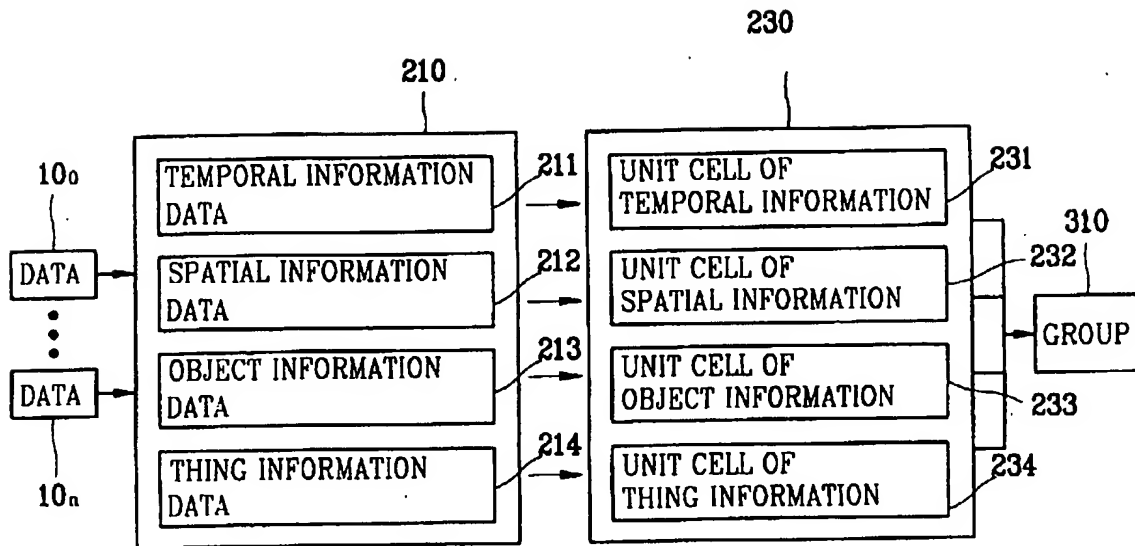 230
210
10₀
TEMPORAL INFORMATION
DATA
211
UNIT CELL OF
TEMPORAL INFORMATION
231
DATA
SPATIAL INFORMATION
DATA
212
UNIT CELL OF
SPATIAL INFORMATION
232
310
GROUP
DATA
OBJECT INFORMATION
DATA
213
UNIT CELL OF
OBJECT INFORMATION
233
10ₙ
THING INFORMATION
DATA
214
UNIT CELL OF
THING INFORMATION
234